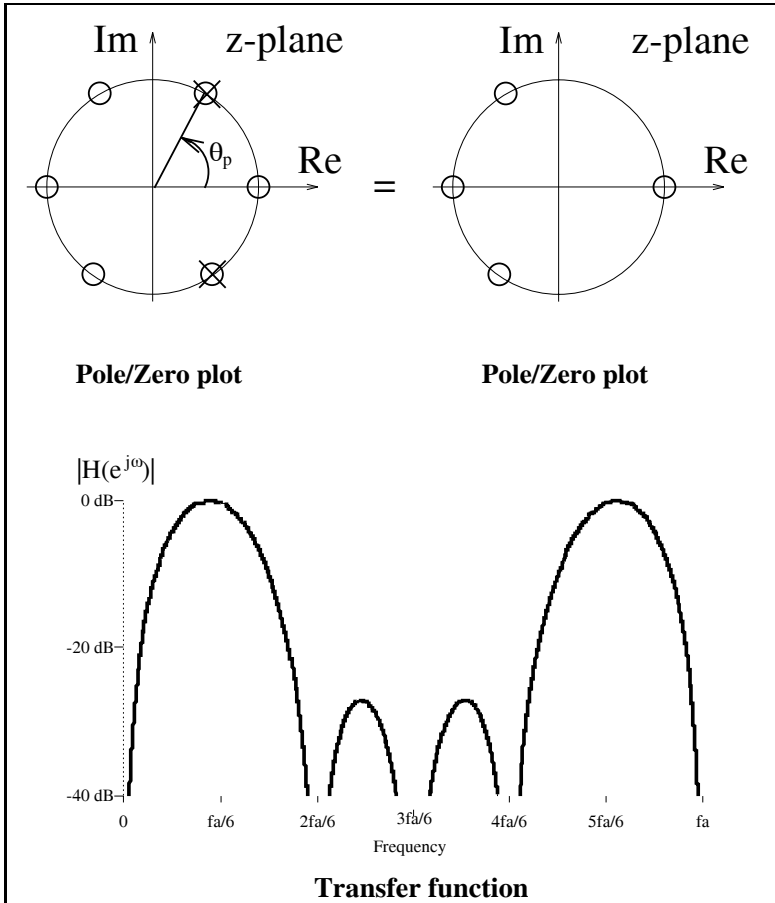 Im z-plane Im z-plane
θp
Re = Re
Pole/Zero plot Pole/Zero plot
|H(e^jω)|
0 dB
-20 dB
-40 dB
0 fa/6 2fa/6 3fa/6 4fa/6 5fa/6 fa
Frequency
Transfer function